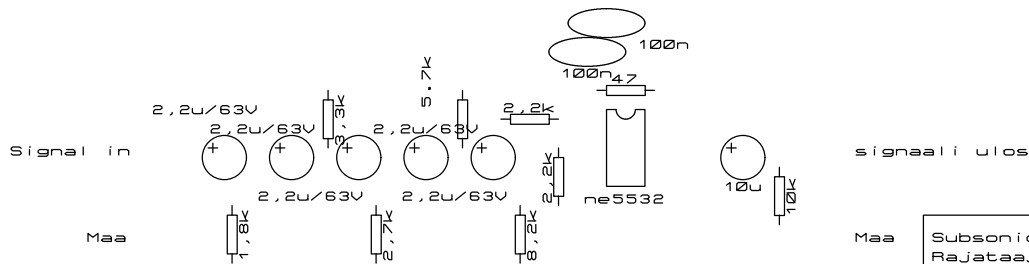 100n
100n
47
5.7k
2,2u/63V
3,3k
2,2k
2,2u/63V
2,2u/63V
Signal in
signaali ulos
2,2k
10u
10k
2,2u/63V
2,2u/63V
ne5532
1,8k
2,7k
8,2k
Maa
Maa